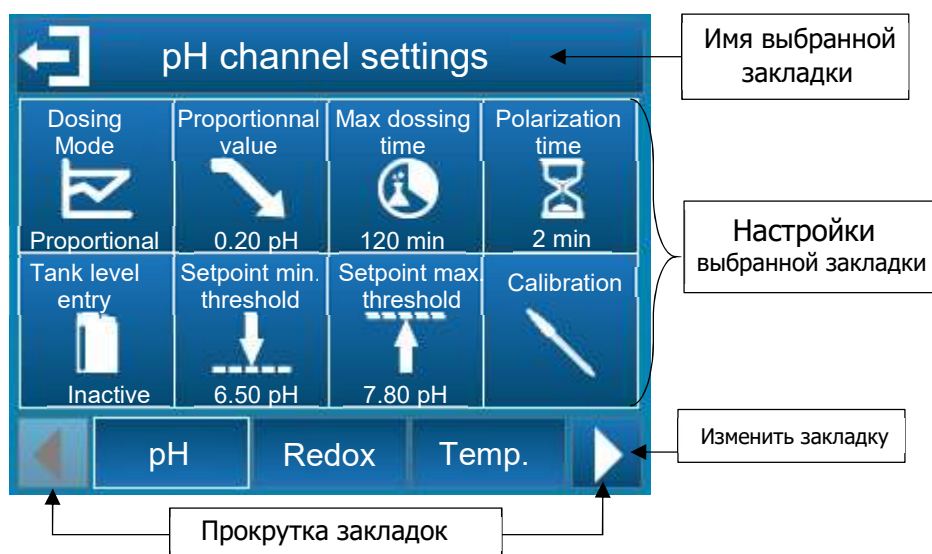 pH channel settings
Имя выбранной
закладки
Dosing
Mode
Proportional
Proportionnal
value
0.20 pH
Max dossing
time
120 min
Polarization
time
2 min
Настройки
выбранной закладки
Tank level
entry
Inactive
Setpoint min.
threshold
6.50 pH
Setpoint max.
threshold
7.80 pH
Calibration
pH
Redox
Temp.
Изменить закладку
Прокрутка закладок